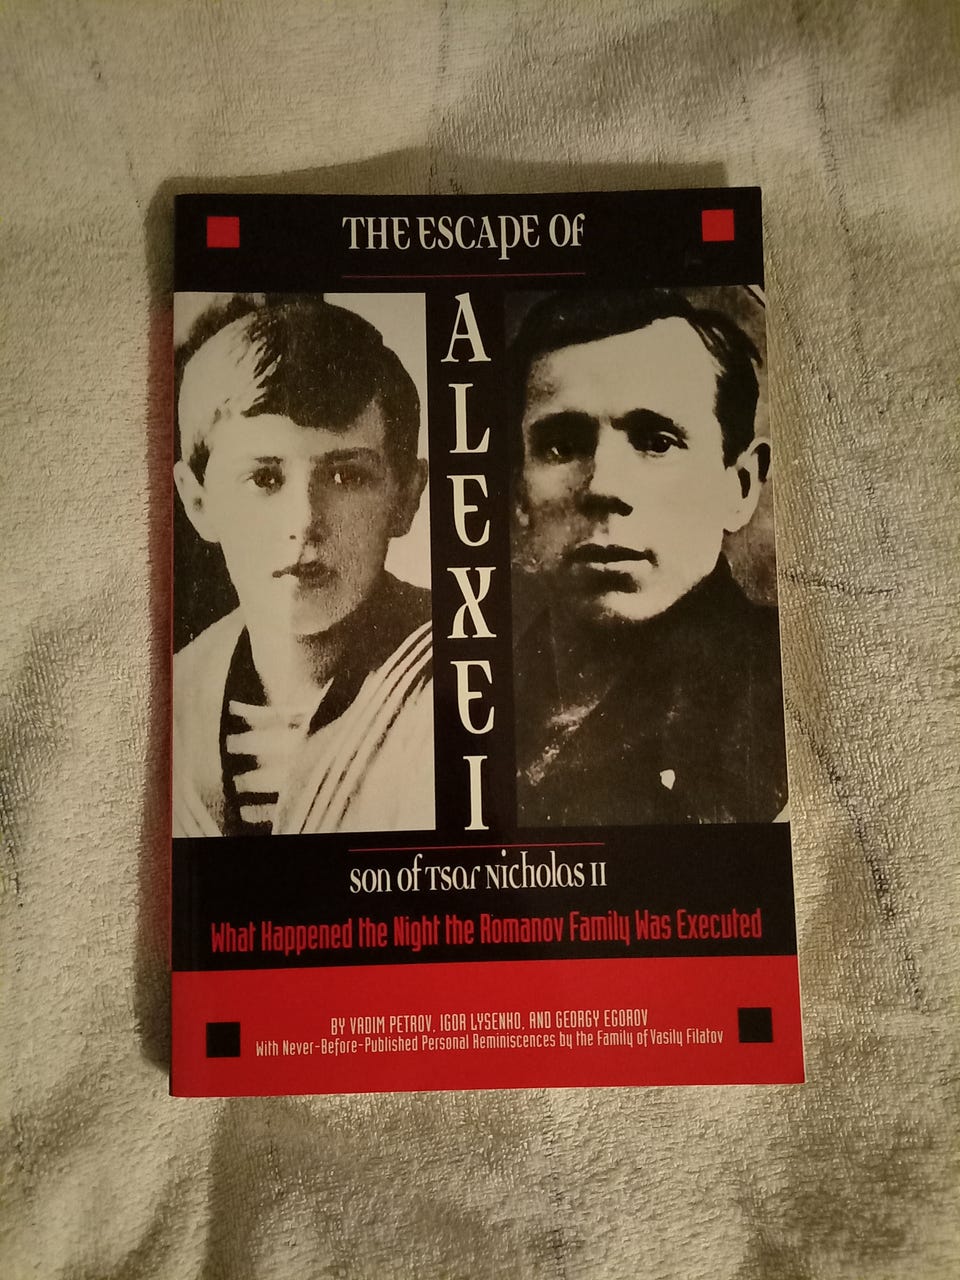 THE ESCAPE OF
ALEXEI
son of Tsar Nicholas II
What Happened the Night the Romanov Family Was Executed
BY VADIM PETROV, IGOR LYSENKO, AND GEORGY EGOROV
With Never-Before-Published Personal Reminiscences by the Family of Vasily Filatov